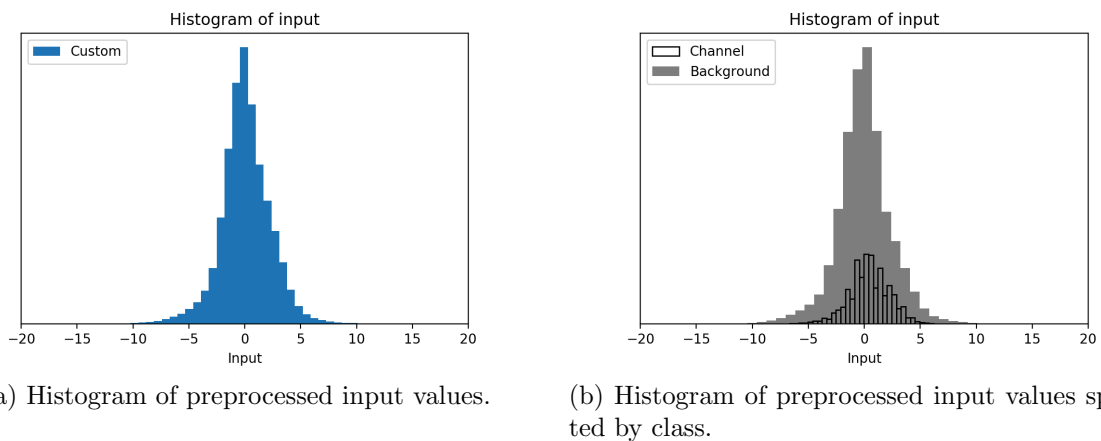 Histogram of input
Custom
−20 −15 −10 −5 0 5 10 15 20
Input
Histogram of input
Channel
Background
−20 −15 −10 −5 0 5 10 15 20
Input
) Histogram of preprocessed input values.
(b) Histogram of preprocessed input values
ted by class.